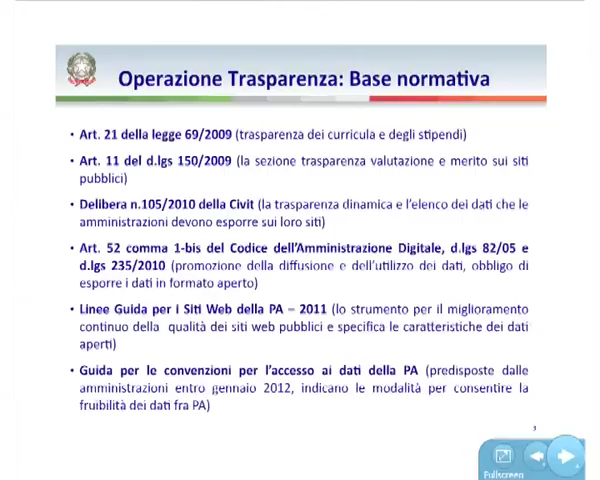 Operazione Trasparenza: Base normativa
• Art. 21 della legge 69/2009 (trasparenza dei curricula e degli stipendi)
• Art. 11 del d.lgs 150/2009 (la sezione trasparenza valutazione e merito sui siti
pubblici)
• Delibera n.105/2010 della Civit (la trasparenza dinamica e l'elenco dei dati che le
amministrazioni devono esporre sui loro siti)
• Art. 52 comma 1-bis del Codice dell'Amministrazione Digitale, d.lgs 82/05 e
d.lgs 235/2010 (promozione della diffusione e dell'utilizzo dei dati, obbligo di
esporre i dati in formato aperto)
• Linee Guida per i Siti Web della PA – 2011 (lo strumento per il miglioramento
continuo della qualità dei siti web pubblici e specifica le caratteristiche dei dati
aperti)
• Guida per le convenzioni per l'accesso ai dati della PA (predisposte dalle
amministrazioni entro gennaio 2012, indicano le modalità per consentire la
fruibilità dei dati fra PA)
Fullscreen